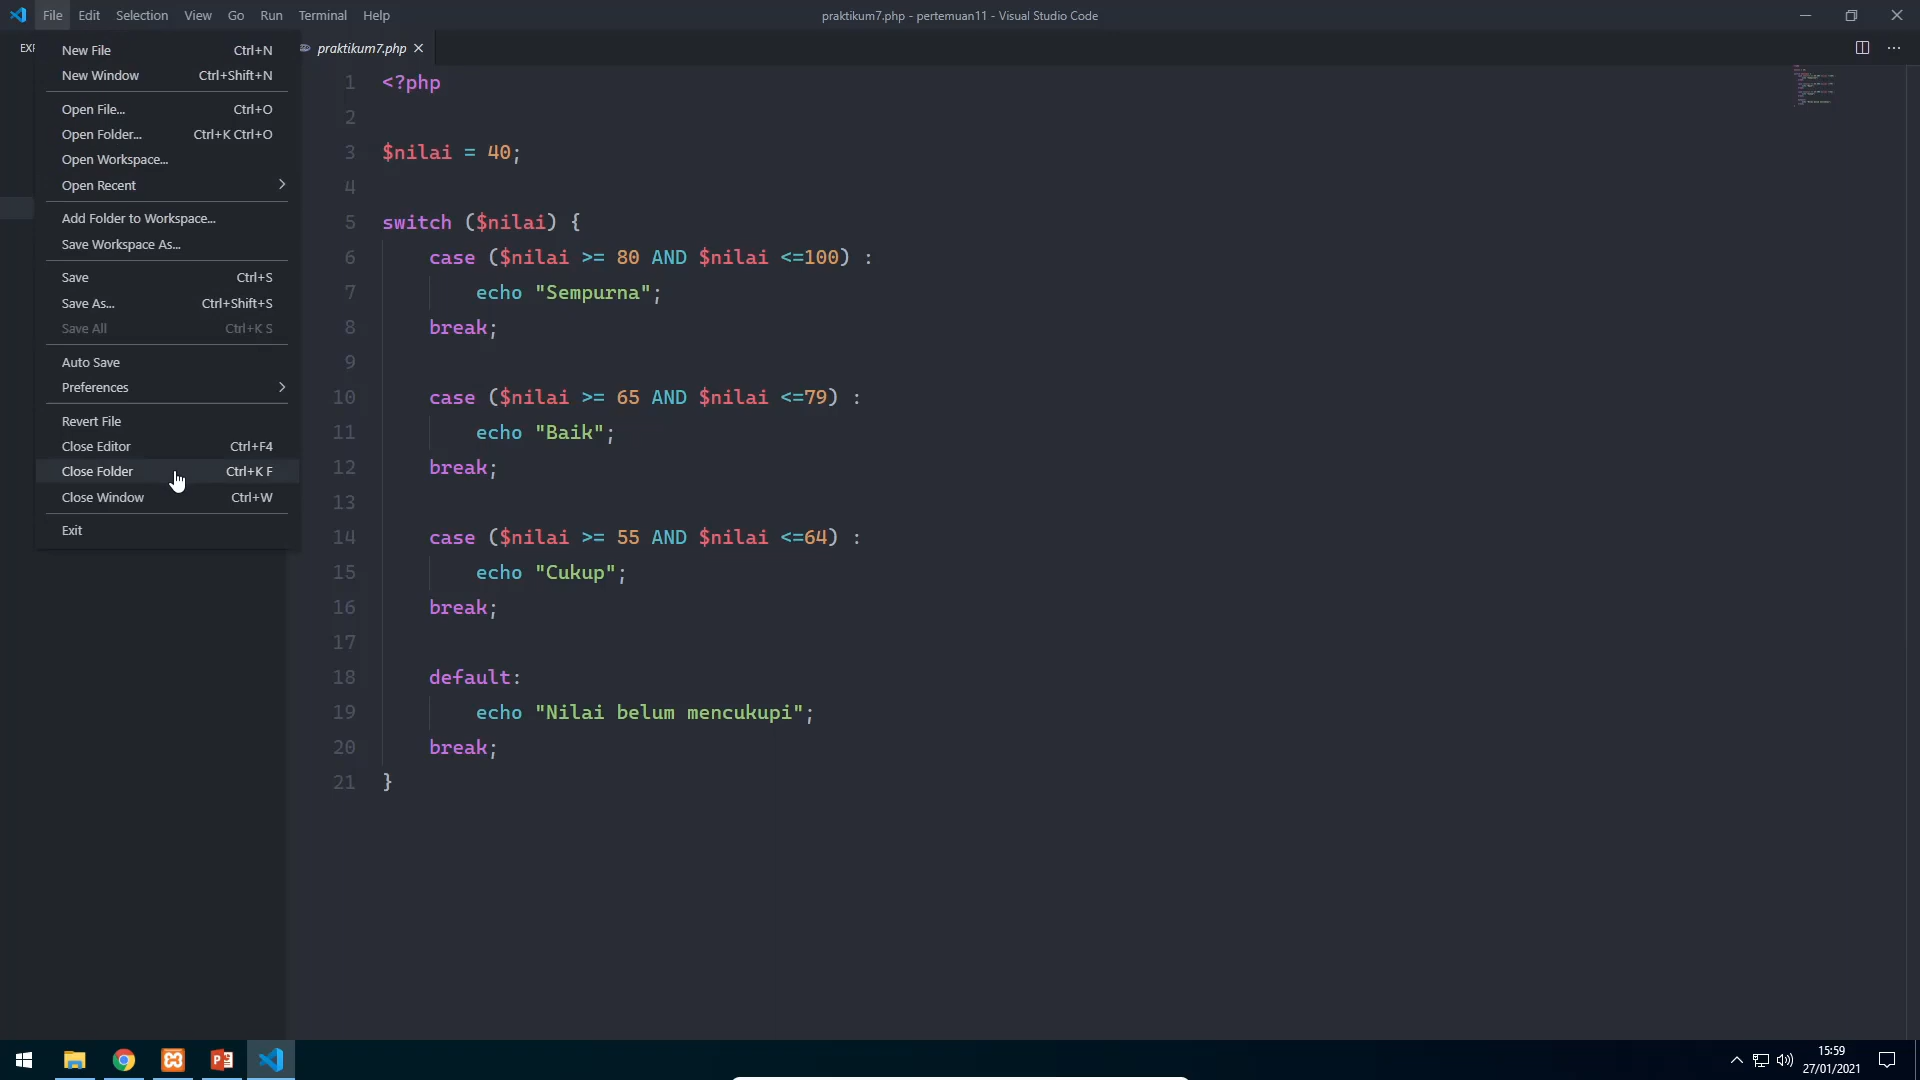 File Edit Selection View Go Run Terminal Help
praktikum7.php - pertemuan11 - Visual Studio Code
EXP
New File Ctrl+N
New Window Ctrl+Shift+N
Open File... Ctrl+O
Open Folder... Ctrl+K Ctrl+O
Open Workspace...
Open Recent
Add Folder to Workspace...
Save Workspace As...
Save Ctrl+S
Save As... Ctrl+Shift+S
Save All Ctrl+K S
Auto Save
Preferences
Revert File
Close Editor Ctrl+F4
Close Folder Ctrl+K F
Close Window Ctrl+W
Exit
praktikum7.php
1 <?php
2
3 $nilai = 40;
4
5 switch ($nilai) {
6 case ($nilai >= 80 AND $nilai <=100) :
7 echo "Sempurna";
8 break;
9
10 case ($nilai >= 65 AND $nilai <=79) :
11 echo "Baik";
12 break;
13
14 case ($nilai >= 55 AND $nilai <=64) :
15 echo "Cukup";
16 break;
17
18 default:
19 echo "Nilai belum mencukupi";
20 break;
21 }
15:59
27/01/2021